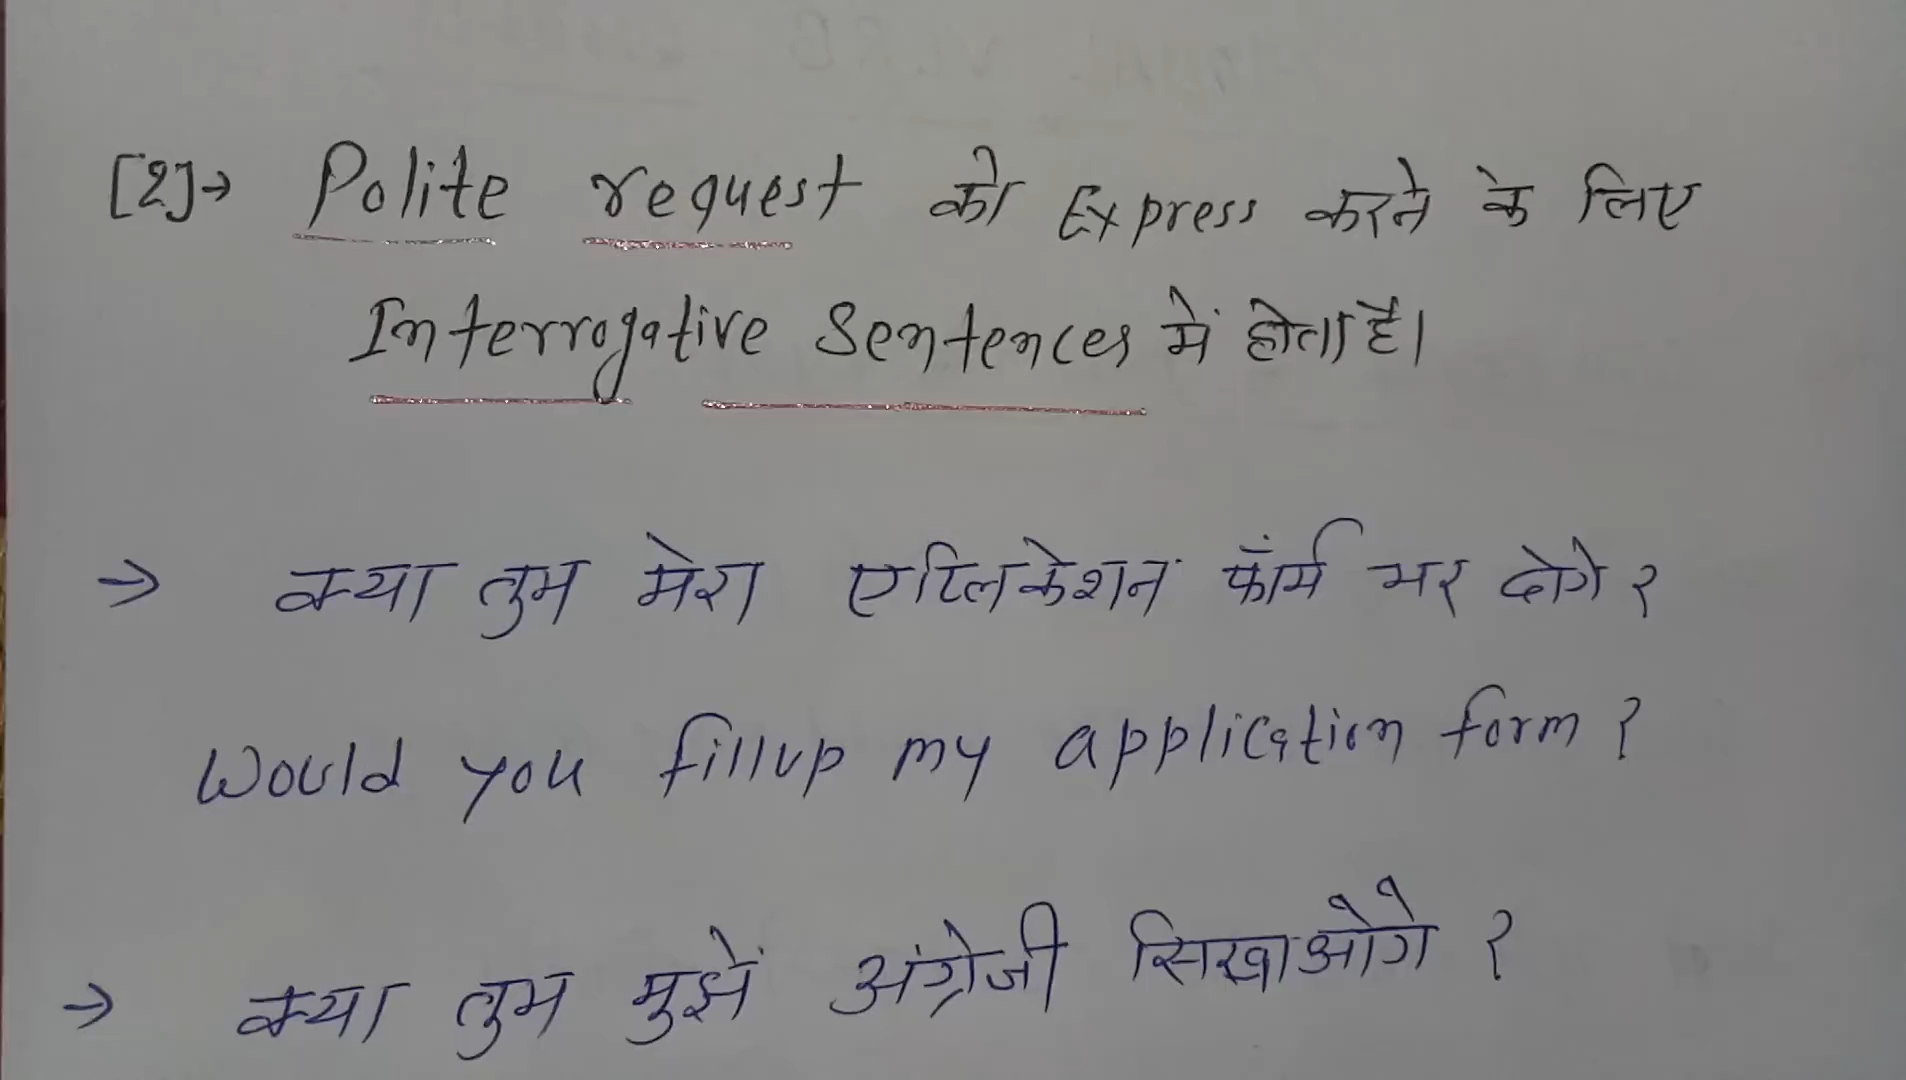 [2]→ Polite request को Express करने के लिए
Interrogative Sentences में होता है।
→ क्या तुम मेरा एप्लिकेशन फॉर्म भर दोगे ?
Would you fillup my application form ?
→ क्या तुम मुझें अंग्रेजी सिखाओगे ?